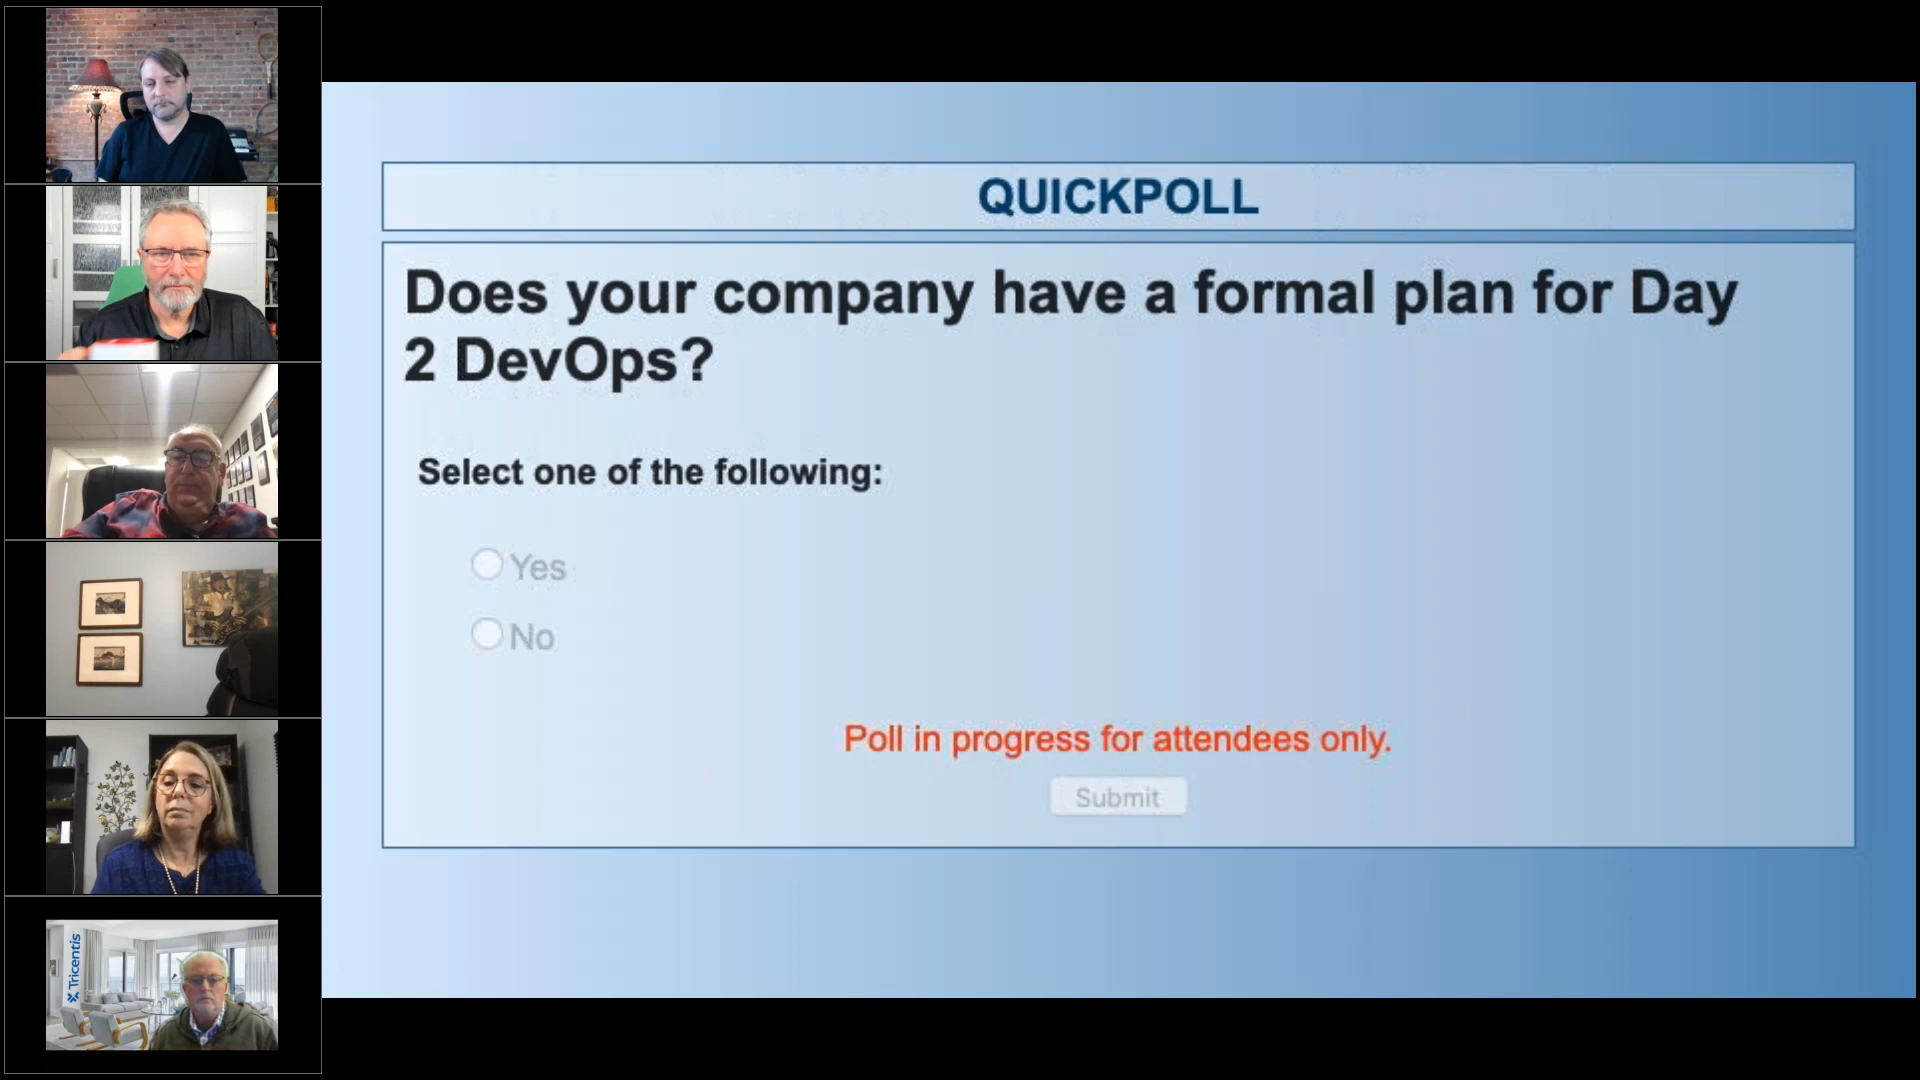 QUICKPOLL
Does your company have a formal plan for Day
2 DevOps?
Select one of the following:
Yes
No
Poll in progress for attendees only.
Submit
Tricentis